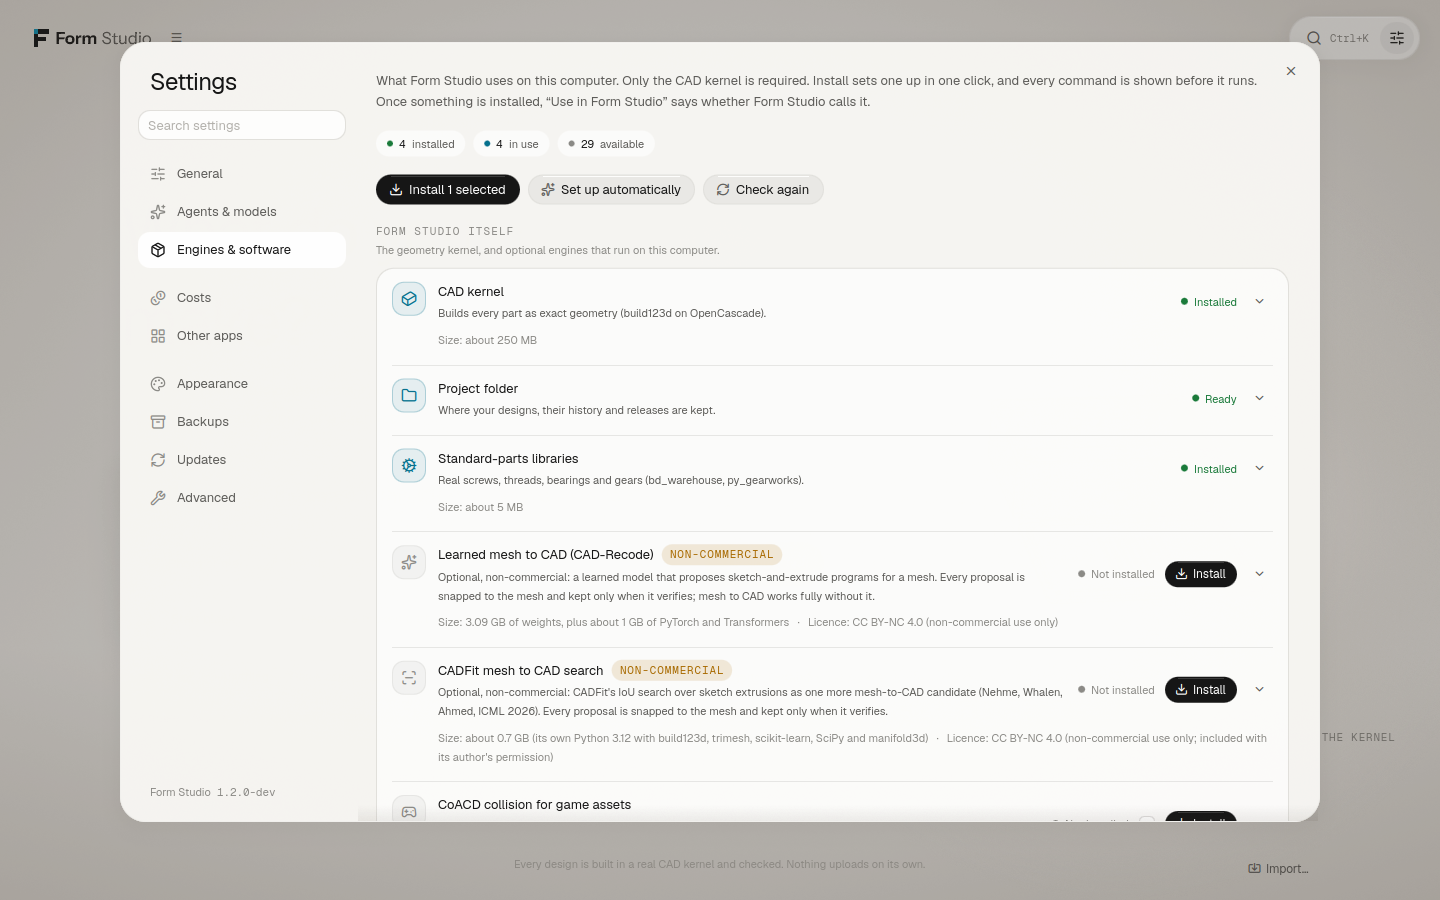 Form Studio
Ctrl+K
Settings
Search settings
General
Agents & models
Engines & software
Costs
Other apps
Appearance
Backups
Updates
Advanced
Form Studio 1.2.0-dev
What Form Studio uses on this computer. Only the CAD kernel is required. Install sets one up in one click, and every command is shown before it runs.
Once something is installed, “Use in Form Studio” says whether Form Studio calls it.
4 installed
4 in use
29 available
Install 1 selected
Set up automatically
Check again
FORM STUDIO ITSELF
The geometry kernel, and optional engines that run on this computer.
CAD kernel
Builds every part as exact geometry (build123d on OpenCascade).
Size: about 250 MB
Installed
Project folder
Where your designs, their history and releases are kept.
Ready
Standard-parts libraries
Real screws, threads, bearings and gears (bd_warehouse, py_gearworks).
Size: about 5 MB
Installed
Learned mesh to CAD (CAD-Recode) NON-COMMERCIAL
Optional, non-commercial: a learned model that proposes sketch-and-extrude programs for a mesh. Every proposal is
snapped to the mesh and kept only when it verifies; mesh to CAD works fully without it.
Size: 3.09 GB of weights, plus about 1 GB of PyTorch and Transformers · Licence: CC BY-NC 4.0 (non-commercial use only)
Not installed
Install
CADFit mesh to CAD search NON-COMMERCIAL
Optional, non-commercial: CADFit's IoU search over sketch extrusions as one more mesh-to-CAD candidate (Nehme, Whalen,
Ahmed, ICML 2026). Every proposal is snapped to the mesh and kept only when it verifies.
Size: about 0.7 GB (its own Python 3.12 with build123d, trimesh, scikit-learn, SciPy and manifold3d) · Licence: CC BY-NC 4.0 (non-commercial use only; included with
its author's permission)
Not installed
Install
CoACD collision for game assets
THE KERNEL
Every design is built in a real CAD kernel and checked. Nothing uploads on its own.
Import…